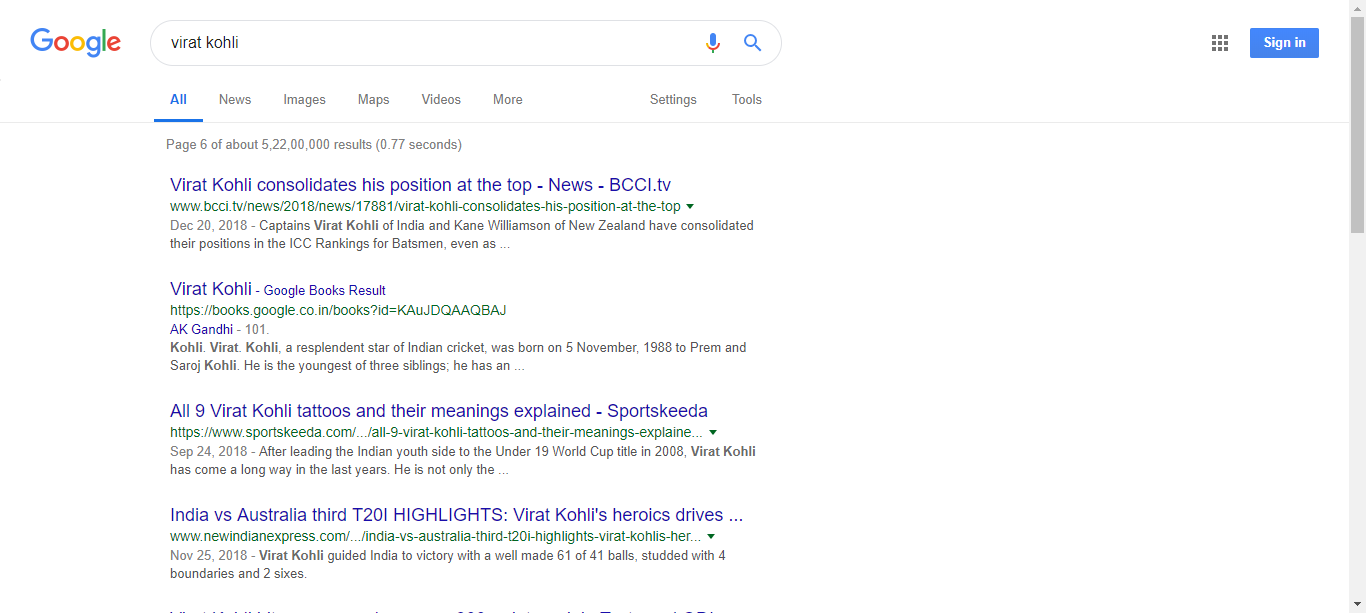 Google
virat kohli
Sign in
All News Images Maps Videos More Settings Tools
Page 6 of about 5,22,00,000 results (0.77 seconds)
Virat Kohli consolidates his position at the top - News - BCCI.tv
www.bcci.tv/news/2018/news/17881/virat-kohli-consolidates-his-position-at-the-top
Dec 20, 2018 - Captains Virat Kohli of India and Kane Williamson of New Zealand have consolidated
their positions in the ICC Rankings for Batsmen, even as ...
Virat Kohli - Google Books Result
https://books.google.co.in/books?id=KAuJDQAAQBAJ
AK Gandhi - 101.
Kohli. Virat. Kohli, a resplendent star of Indian cricket, was born on 5 November, 1988 to Prem and
Saroj Kohli. He is the youngest of three siblings; he has an ...
All 9 Virat Kohli tattoos and their meanings explained - Sportskeeda
https://www.sportskeeda.com/.../all-9-virat-kohli-tattoos-and-their-meanings-explaine...
Sep 24, 2018 - After leading the Indian youth side to the Under 19 World Cup title in 2008, Virat Kohli
has come a long way in the last years. He is not only the ...
India vs Australia third T20I HIGHLIGHTS: Virat Kohli's heroics drives ...
www.newindianexpress.com/.../india-vs-australia-third-t20i-highlights-virat-kohlis-her...
Nov 25, 2018 - Virat Kohli guided India to victory with a well made 61 of 41 balls, studded with 4
boundaries and 2 sixes.